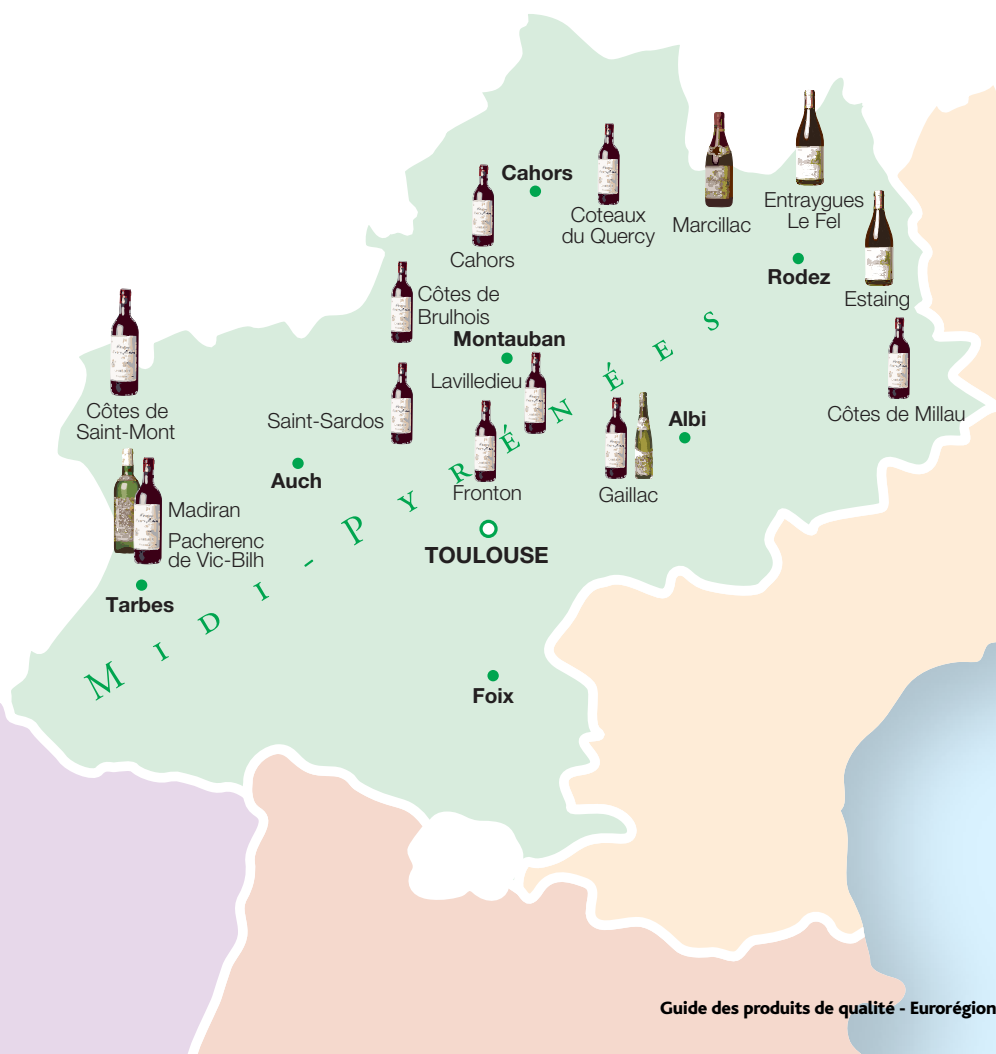 Cahors
Coteaux
du Quercy
Marcillac
Entraygues
Le Fel
Cahors
Rodez
Estaing
Côtes de
Brulhois
Montauban
Lavilledieu
Côtes de Millau
Côtes de
Saint-Mont
Saint-Sardos
Albi
Auch
Fronton
Gaillac
Madiran
Pacherenc
de Vic-Bilh
TOULOUSE
Tarbes
MIDI-PYRÉNÉES
Foix
Guide des produits de qualité - Eurorégion